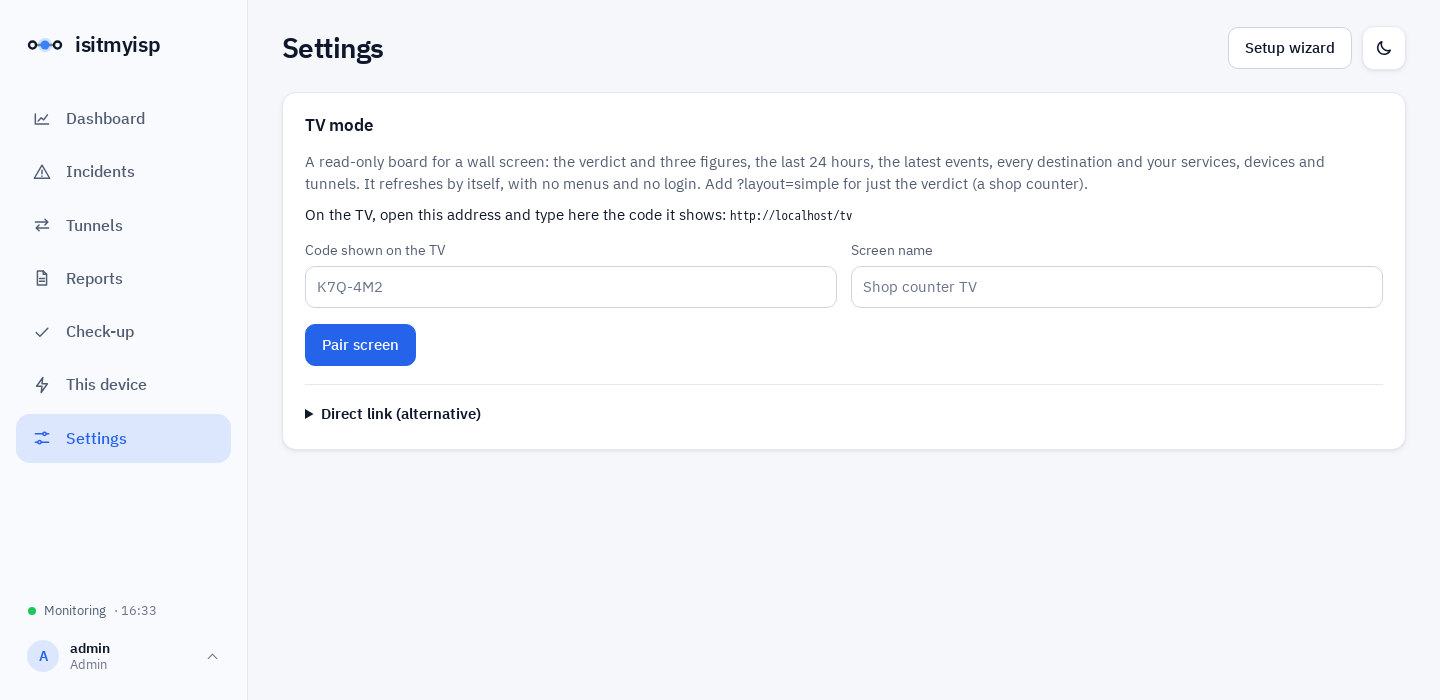 isitmyisp
Dashboard
Incidents
Tunnels
Reports
Check-up
This device
Settings
Monitoring · 16:33
A
admin
Admin
Settings
Setup wizard
TV mode
A read-only board for a wall screen: the verdict and three figures, the last 24 hours, the latest events, every destination and your services, devices and
tunnels. It refreshes by itself, with no menus and no login. Add ?layout=simple for just the verdict (a shop counter).
On the TV, open this address and type here the code it shows: http://localhost/tv
Code shown on the TV
K7Q-4M2
Screen name
Shop counter TV
Pair screen
Direct link (alternative)